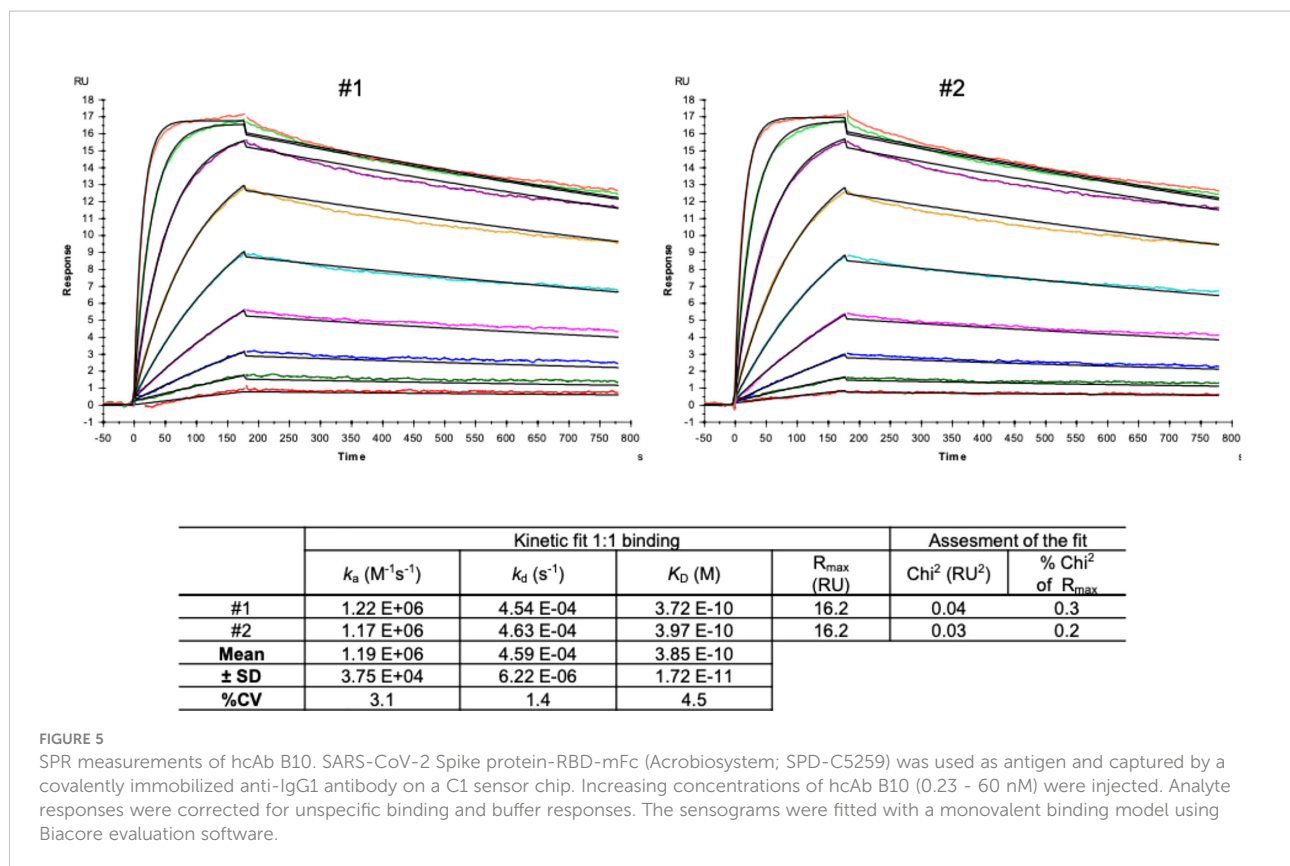 #1
RU
18
17
16
15
14
13
12
11
10
9
8
7
6
5
4
3
2
1
0
-1
Response
-50 0 50 100 150 200 250 300 350 400 450 500 550 600 650 700 750 800
Time
s
#2
RU
18
17
16
15
14
13
12
11
10
9
8
7
6
5
4
3
2
1
0
-1
Response
-50 0 50 100 150 200 250 300 350 400 450 500 550 600 650 700 750 800
Time
s
Kinetic fit 1:1 binding Assesment of the fit
ka (M-1s-1) kd (s-1) KD (M) Rmax (RU) Chi2 (RU2) % Chi2 of Rmax
#1 1.22 E+06 4.54 E-04 3.72 E-10 16.2 0.04 0.3
#2 1.17 E+06 4.63 E-04 3.97 E-10 16.2 0.03 0.2
Mean 1.19 E+06 4.59 E-04 3.85 E-10
± SD 3.75 E+04 6.22 E-06 1.72 E-11
%CV 3.1 1.4 4.5
FIGURE 5
SPR measurements of hcAb B10. SARS-CoV-2 Spike protein-RBD-mFc (Acrobiosystem; SPD-C5259) was used as antigen and captured by a
covalently immobilized anti-IgG1 antibody on a C1 sensor chip. Increasing concentrations of hcAb B10 (0.23 - 60 nM) were injected. Analyte
responses were corrected for unspecific binding and buffer responses. The sensograms were fitted with a monovalent binding model using
Biacore evaluation software.